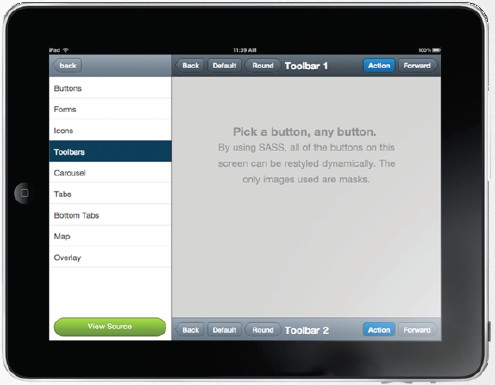 iPad 11:29 AM 100%
back
Back Default Round Toolbar 1 Action Forward
Buttons
Forms
Icons
Toolbars
Carousel
Tabs
Bottom Tabs
Map
Overlay
Pick a button, any button.
By using SASS, all of the buttons on this
screen can be restyled dynamically. The
only images used are masks.
View Source
Back Default Round Toolbar 2 Action Forward